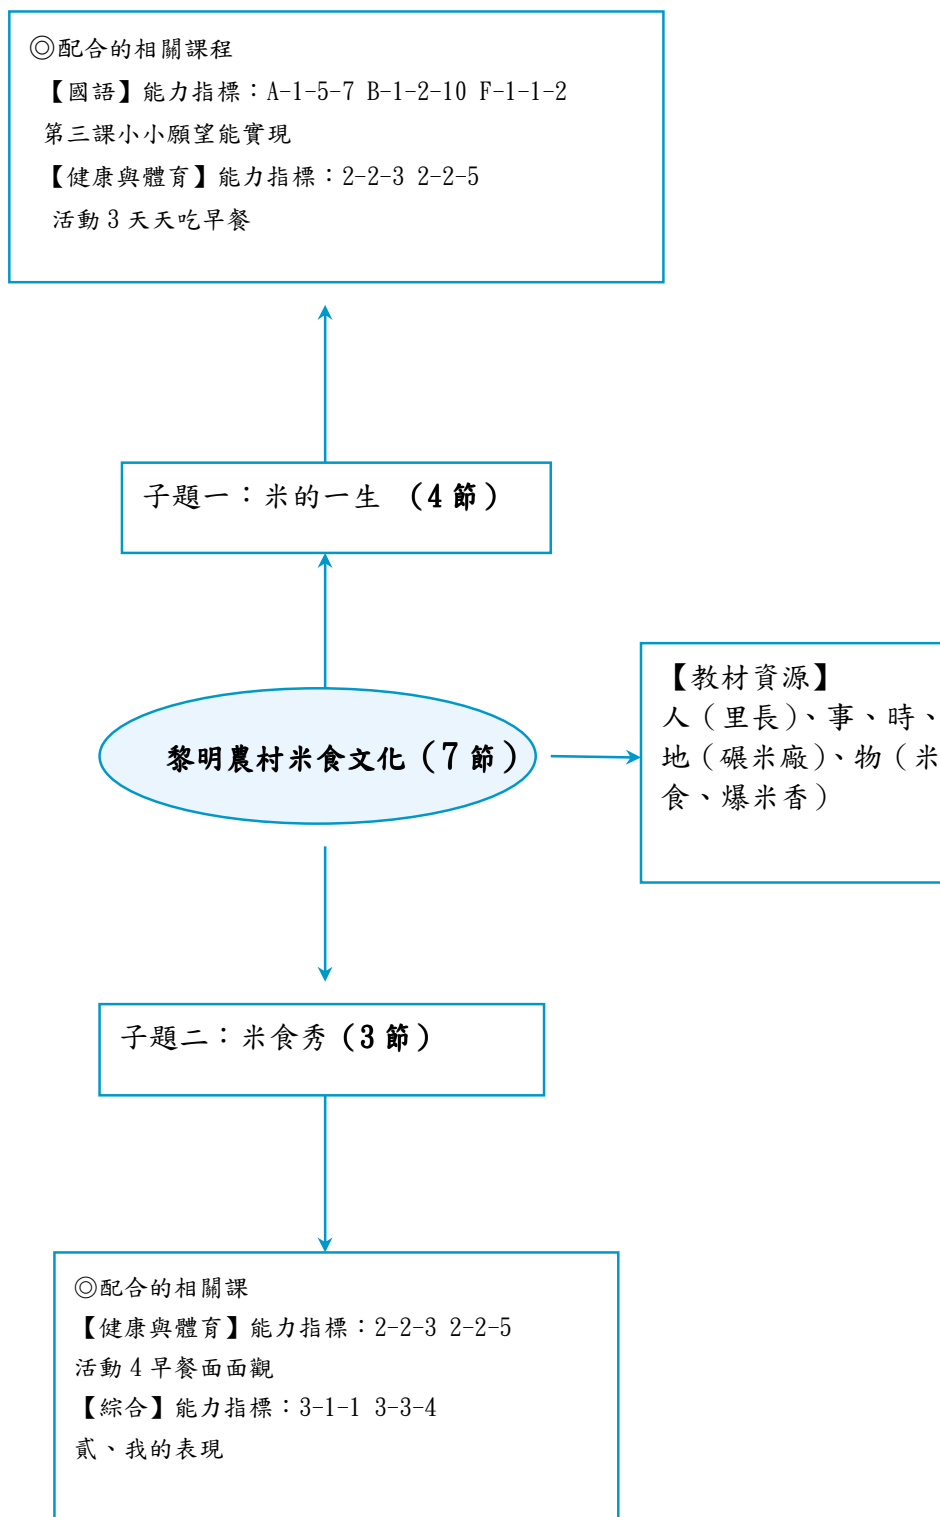 ◎配合的相關課程
【國語】能力指標：A-1-5-7 B-1-2-10 F-1-1-2
第三課小小願望能實現
【健康與體育】能力指標：2-2-3 2-2-5
活動 3 天天吃早餐
子題一：米的一生 （4 節）
【教材資源】
人（里長）、事、時、
地（碾米廠）、物（米
食、爆米香）
黎明農村米食文化（7 節）
子題二：米食秀（3 節）
◎配合的相關課
【健康與體育】能力指標：2-2-3 2-2-5
活動 4 早餐面面觀
【綜合】能力指標：3-1-1 3-3-4
貳、我的表現